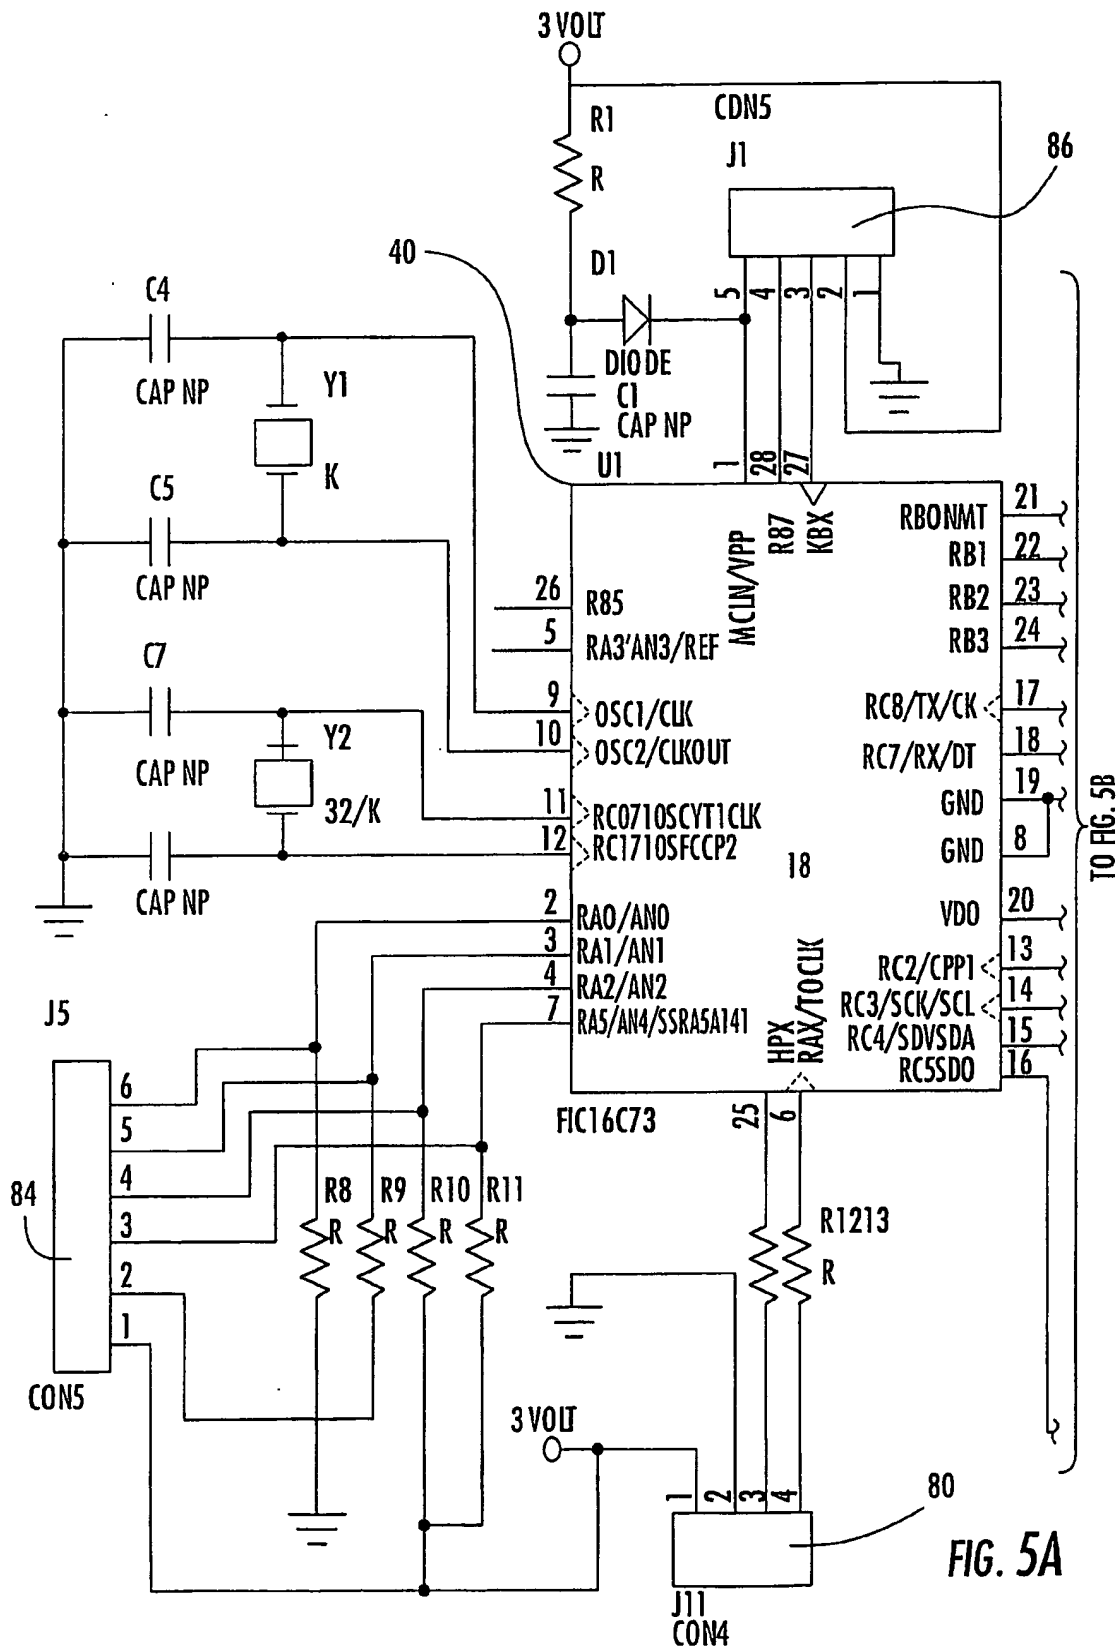 3 VOLT
CDN5
R1
R
J1
86
40
D1
DIODE
C1
CAP NP
5
4
3
2
1
U1
1
28
27
C4
CAP NP
Y1
K
C5
CAP NP
C7
CAP NP
Y2
32/K
CAP NP
MCLN/VPP
R87
KBX
26
R85
5
RA3'AN3/REF
9
OSC1/CLK
10
OSC2/CLKOUT
11
RC0710SCYT1CLK
12
RC1710SFCCP2
2
RA0/AN0
3
RA1/AN1
4
RA2/AN2
7
RA5/AN4/SSRA5A141
RBONMT
21
RB1
22
RB2
23
RB3
24
RC8/TX/CK
17
RC7/RX/DT
18
GND
19
GND
8
18
VDO
20
RC2/CPP1
13
RC3/SCK/SCL
14
RC4/SDVSDA
15
RC5SDO
16
HPX
RAX/TOCLK
25
6
FIC16C73
TO FIG. 5B
J5
6
5
4
3
2
1
84
CON5
R8
R
R9
R
R10
R
R11
R
R1213
R
3 VOLT
1
2
3
4
80
J11
CON4
FIG. 5A